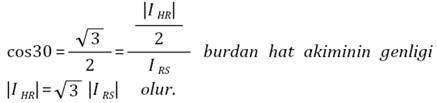 cos30 = √3/2 = (|I_HR|/2)/I_RS burdan hat akiminin genligi
|I_HR| = √3 |I_RS| olur.